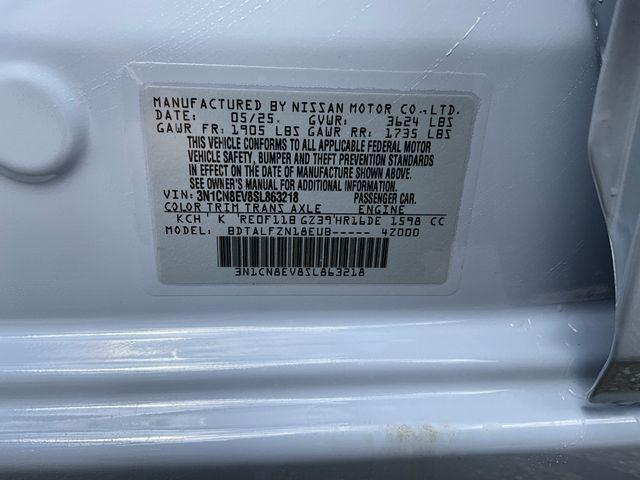 MANUFACTURED BY NISSAN MOTOR CO., LTD.
DATE: 05/25. GVWR: 3624 LBS
GAWR FR: 1905 LBS GAWR RR: 1735 LBS
THIS VEHICLE CONFORMS TO ALL APPLICABLE FEDERAL MOTOR
VEHICLE SAFETY, BUMPER AND THEFT PREVENTION STANDARDS
IN EFFECT ON THE DATE OF MANUFACTURE SHOWN ABOVE.
SEE OWNER'S MANUAL FOR ADDITIONAL INFORMATION.
VIN: 3N1CN8EV8SL863218 PASSENGER CAR.
COLOR TRIM TRANS AXLE ENGINE
KCH' K 'RE0F11B GZ39'HR16DE 1598 CC
MODEL: BDTALFZN18EUB----- 4Z000
3N1CN8EV8SL863218